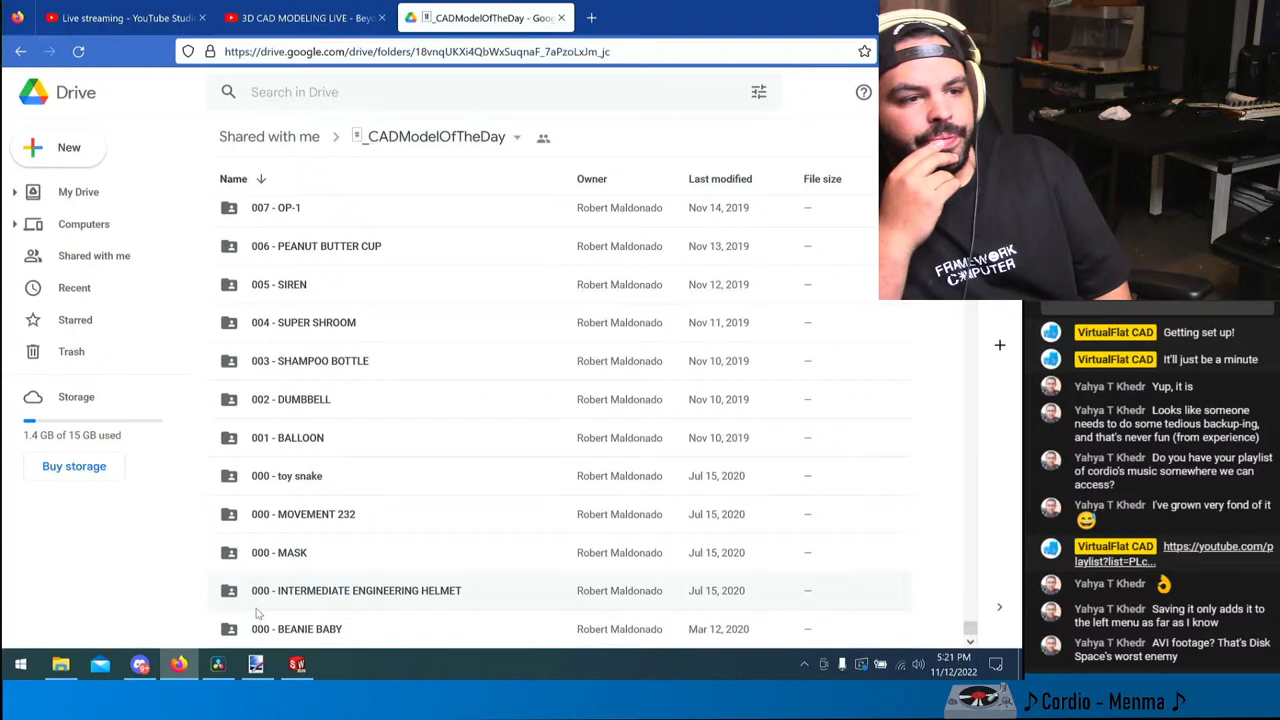 Live streaming - YouTube Studi
3D CAD MODELING LIVE - Beyo
_CADModelOfTheDay - Goo
https://drive.google.com/drive/folders/18vnqUKXi4QbWxSuqnaF_7aPzoLxJm_jc
Drive
Search in Drive
New
My Drive
Computers
Shared with me
Recent
Starred
Trash
Storage
1.4 GB of 15 GB used
Buy storage
Shared with me
_CADModelOfTheDay
Name Owner Last modified File size
007 - OP-1 Robert Maldonado Nov 14, 2019 —
006 - PEANUT BUTTER CUP Robert Maldonado Nov 13, 2019 —
005 - SIREN Robert Maldonado Nov 12, 2019 —
004 - SUPER SHROOM Robert Maldonado Nov 11, 2019 —
003 - SHAMPOO BOTTLE Robert Maldonado Nov 10, 2019 —
002 - DUMBBELL Robert Maldonado Nov 10, 2019 —
001 - BALLOON Robert Maldonado Nov 10, 2019 —
000 - toy snake Robert Maldonado Jul 15, 2020 —
000 - MOVEMENT 232 Robert Maldonado Jul 15, 2020 —
000 - MASK Robert Maldonado Jul 15, 2020 —
000 - INTERMEDIATE ENGINEERING HELMET Robert Maldonado Jul 15, 2020 —
000 - BEANIE BABY Robert Maldonado Mar 12, 2020 —
FRAMEWORK
COMPUTER
VirtualFlat CAD Getting set up!
VirtualFlat CAD It'll just be a minute
Yahya T Khedr Yup, it is
Yahya T Khedr Looks like someone
needs to do some tedious backup-ing,
and that's never fun (from experience)
Yahya T Khedr Do you have your playlist
of cordio's music somewhere we can
access?
Yahya T Khedr I've grown very fond of it
😅
VirtualFlat CAD https://youtube.com/p
laylist?list=PLc...
Yahya T Khedr 👌
Yahya T Khedr Saving it only adds it to
the left menu as far as I know
Yahya T Khedr AVI footage? That's Disk
Space's worst enemy
5:21 PM
11/12/2022
♪ Cordio - Menma ♪